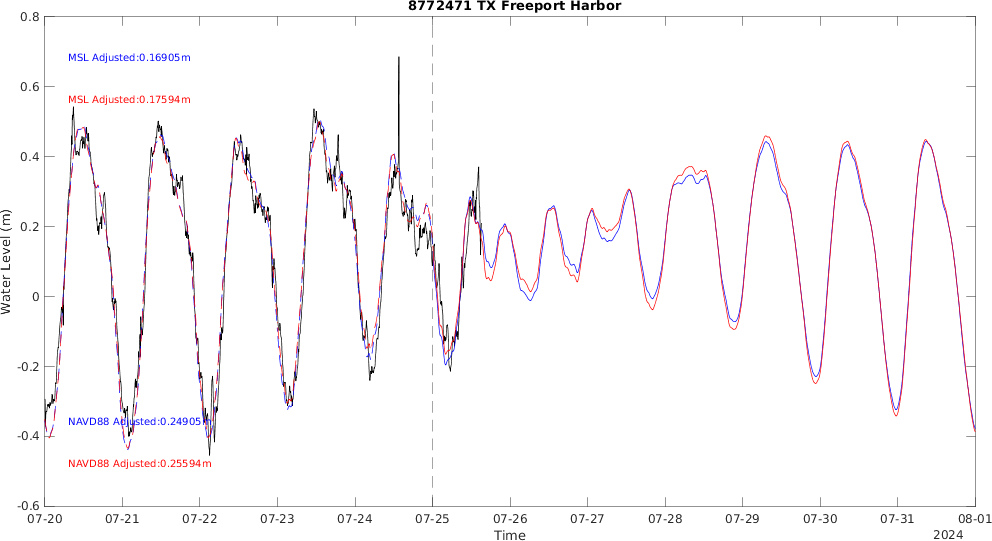 8772471 TX Freeport Harbor
0.8
MSL Adjusted:0.16905m
0.6
MSL Adjusted:0.17594m
0.4
0.2
Water Level (m)
0
-0.2
NAVD88 Adjusted:0.24905m
-0.4
NAVD88 Adjusted:0.25594m
-0.6
07-20 07-21 07-22 07-23 07-24 07-25 07-26 07-27 07-28 07-29 07-30 07-31 08-01
Time
2024